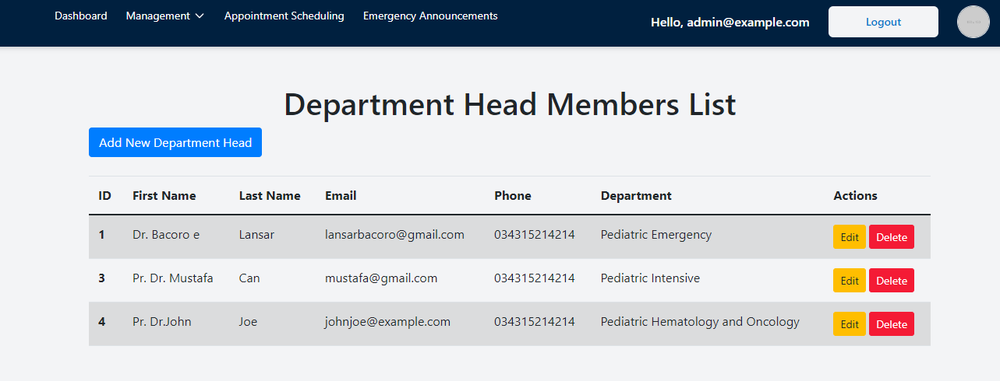 Dashboard Management Appointment Scheduling Emergency Announcements Hello, admin@example.com Logout
Department Head Members List
Add New Department Head
ID First Name Last Name Email Phone Department Actions
1 Dr. Bacoro e Lansar lansarbacoro@gmail.com 034315214214 Pediatric Emergency Edit Delete
3 Pr. Dr. Mustafa Can mustafa@gmail.com 034315214214 Pediatric Intensive Edit Delete
4 Pr. Dr.John Joe johnjoe@example.com 034315214214 Pediatric Hematology and Oncology Edit Delete